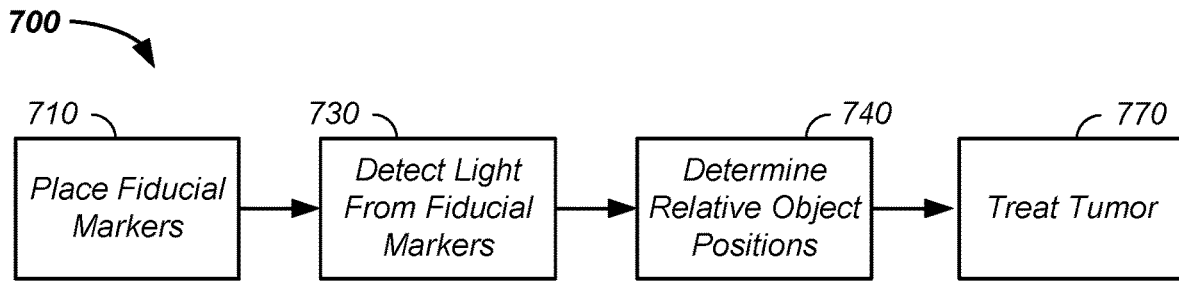 700
710
Place Fiducial
Markers
730
Detect Light
From Fiducial
Markers
740
Determine
Relative Object
Positions
770
Treat Tumor